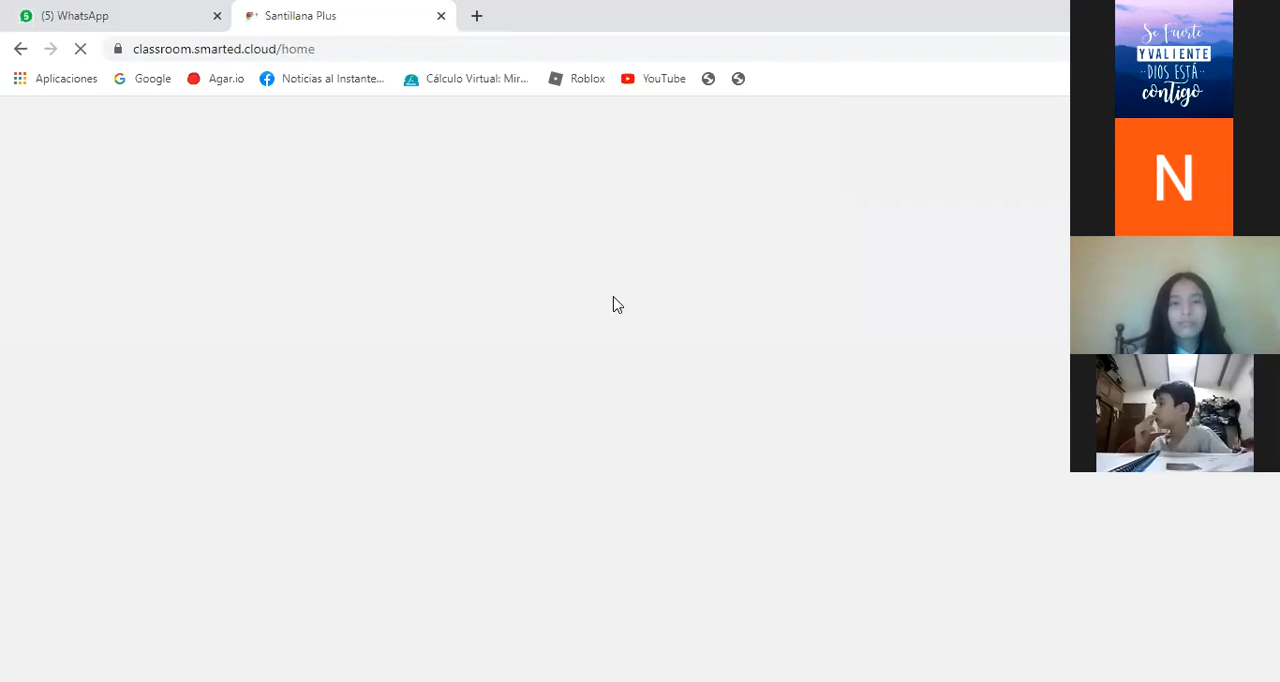 (5) WhatsApp
Santillana Plus
classroom.smarted.cloud/home
Aplicaciones
Google
Agar.io
Noticias al Instante...
Cálculo Virtual: Mir...
Roblox
YouTube
Se Fuerte
Y VALIENTE
DIOS ESTÁ
contigo
N